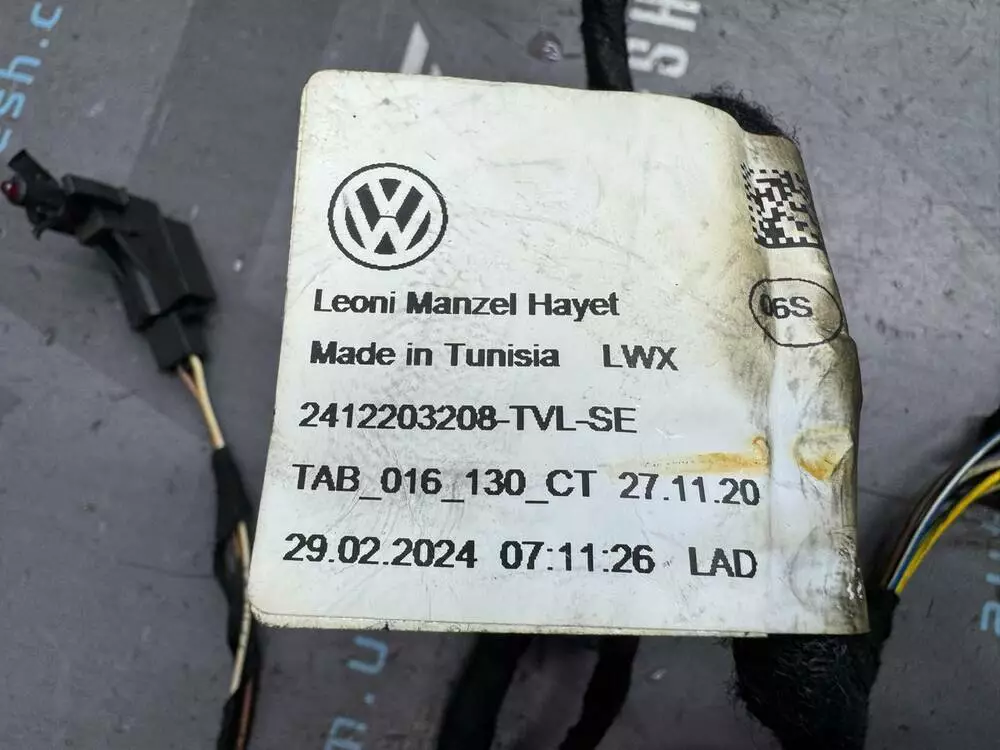 Leoni Manzel Hayet
Made in Tunisia LWX
06S
2412203208-TVL-SE
TAB_016_130_CT 27.11.20
29.02.2024 07:11:26 LAD